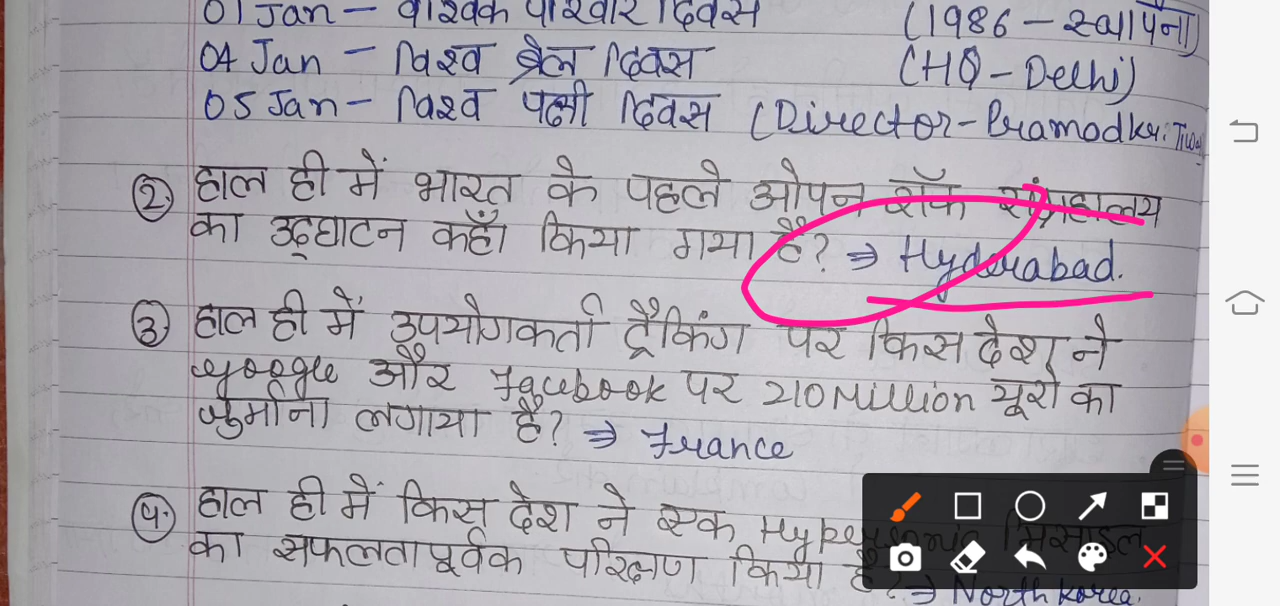 01 Jan – वैश्विक परिवार दिवस (1986 – स्थापना)
04 Jan – विश्व ब्रेल दिवस (HQ – Delhi)
05 Jan – विश्व पक्षी दिवस (Director – Pramod Kr.
② हाल ही में भारत के पहले ओपन रॉक संग्रहालय
का उद्घाटन कहाँ किया गया है? ⇒ Hyderabad.
③ हाल ही में उपयोगकर्ता ट्रैकिंग पर किस देश ने
google और Facebook पर 210 Million यूरो का
जुर्माना लगाया है? ⇒ France
④ हाल ही में किस देश ने एक Hypersonic मिसाइल
का सफलतापूर्वक परिक्षण किया है? ⇒ North Korea.